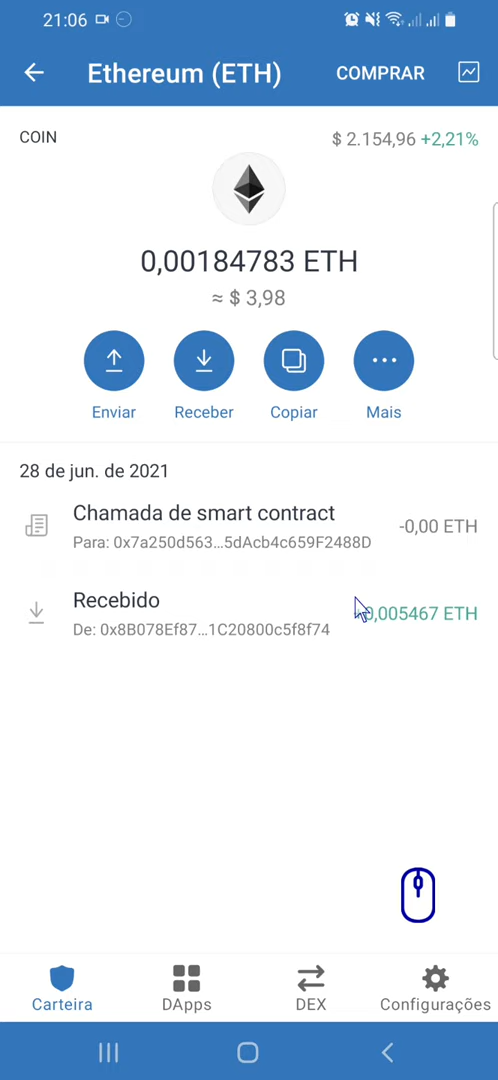 21:06
Ethereum (ETH)
COMPRAR
COIN
$ 2.154,96 +2,21%
0,00184783 ETH
≈ $ 3,98
Enviar
Receber
Copiar
Mais
28 de jun. de 2021
Chamada de smart contract
-0,00 ETH
Para: 0x7a250d563...5dAcb4c659F2488D
Recebido
0,005467 ETH
De: 0x8B078Ef87...1C20800c5f8f74
Carteira
DApps
DEX
Configurações